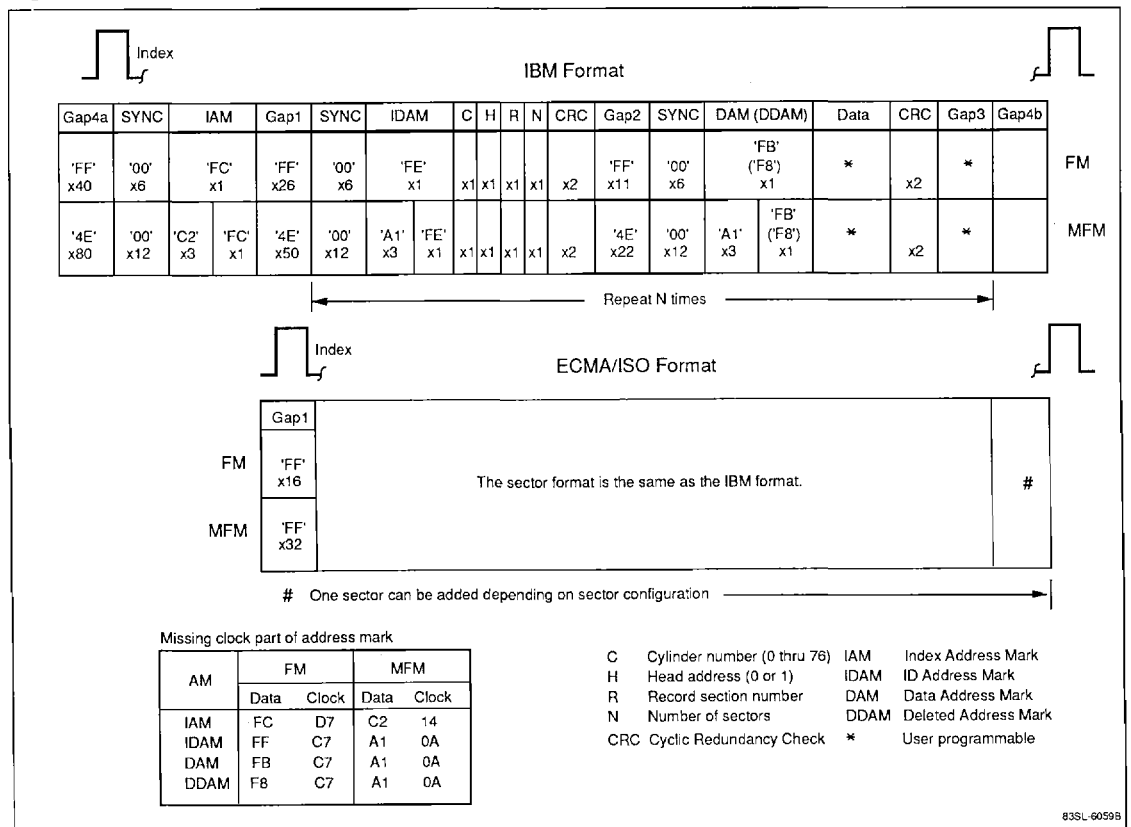 Index
IBM Format
Gap4a SYNC IAM Gap1 SYNC IDAM C H R N CRC Gap2 SYNC DAM (DDAM) Data CRC Gap3 Gap4b
'FF' x40 '00' x6 'FC' x1 'FF' x26 '00' x6 'FE' x1 x1 x1 x1 x1 x2 'FF' x11 '00' x6 'FB' ('F8') x1 * x2 * FM
'4E' x80 '00' x12 'C2' x3 'FC' x1 '4E' x50 '00' x12 'A1' x3 'FE' x1 x1 x1 x1 x1 x2 '4E' x22 '00' x12 'A1' x3 'FB' ('F8') x1 * x2 * MFM
Repeat N times
Index
ECMA/ISO Format
Gap1
FM 'FF' x16
The sector format is the same as the IBM format. #
MFM 'FF' x32
# One sector can be added depending on sector configuration
Missing clock part of address mark
AM FM MFM
Data Clock Data Clock
IAM FC D7 C2 14
IDAM FF C7 A1 0A
DAM FB C7 A1 0A
DDAM F8 C7 A1 0A
C Cylinder number (0 thru 76) IAM Index Address Mark
H Head address (0 or 1) IDAM ID Address Mark
R Record section number DAM Data Address Mark
N Number of sectors DDAM Deleted Address Mark
CRC Cyclic Redundancy Check * User programmable
83SL-6059B